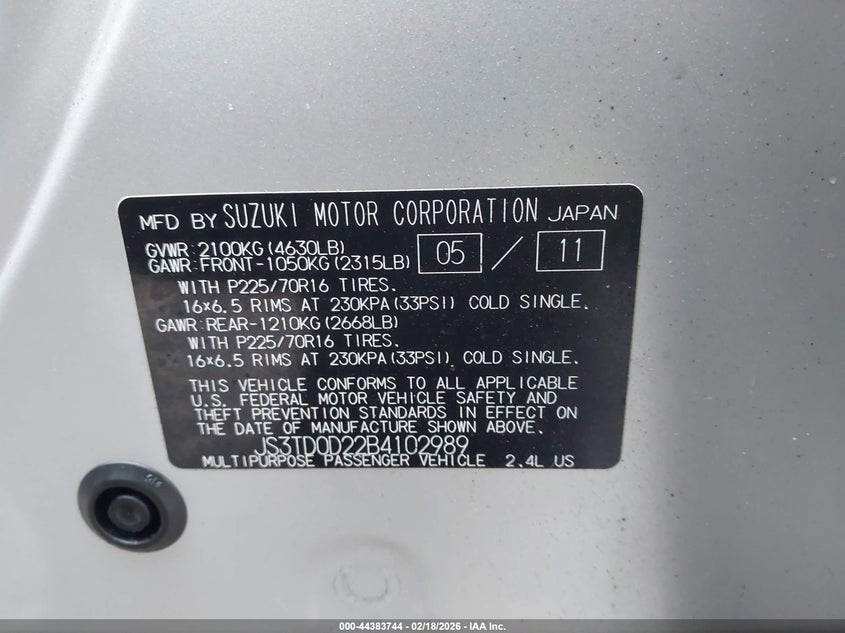 MFD BY SUZUKI MOTOR CORPORATION JAPAN
GVWR:2100KG(4630LB) 05 / 11
GAWR:FRONT-1050KG(2315LB)
WITH P225/70R16 TIRES.
16×6.5 RIMS AT 230KPA(33PSI) COLD SINGLE.
GAWR:REAR-1210KG(2668LB)
WITH P225/70R16 TIRES.
16×6.5 RIMS AT 230KPA(33PSI) COLD SINGLE.
THIS VEHICLE CONFORMS TO ALL APPLICABLE
U.S. FEDERAL MOTOR VEHICLE SAFETY AND
THEFT PREVENTION STANDARDS IN EFFECT ON
THE DATE OF MANUFACTURE SHOWN ABOVE.
JS3TD0D22B4102989
MULTIPURPOSE PASSENGER VEHICLE 2.4L US
000-44383744 - 02/18/2026 - IAA Inc.